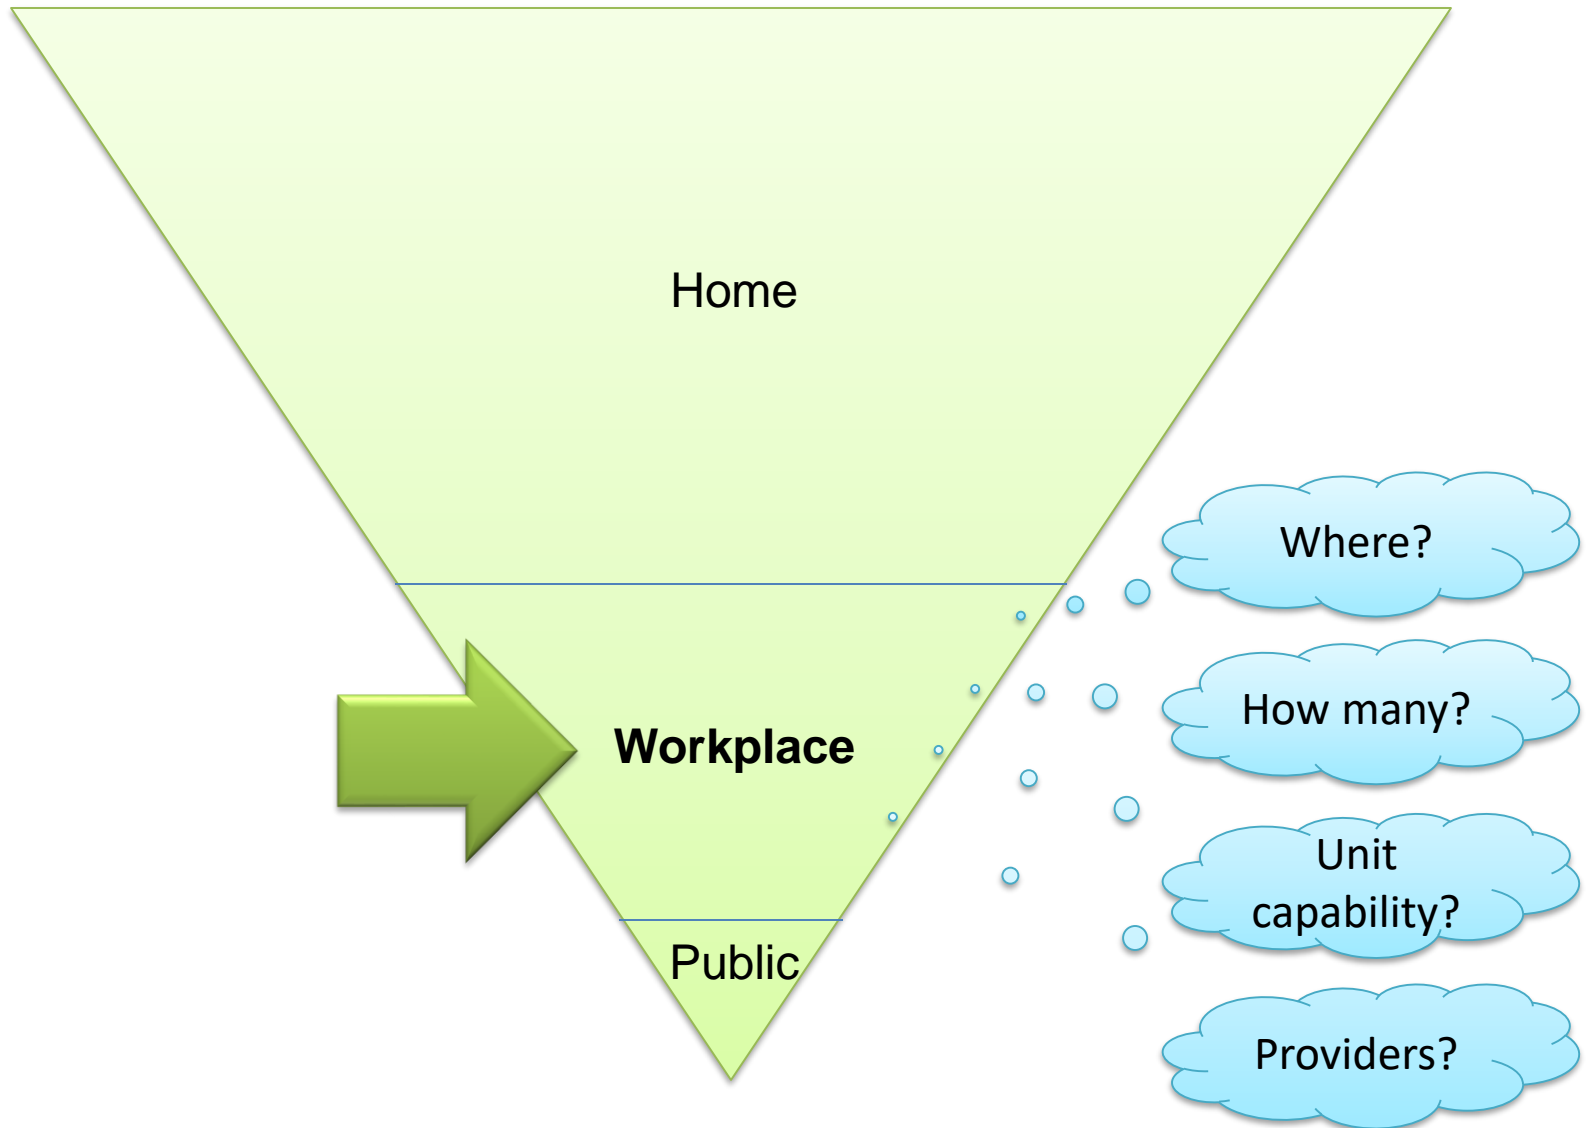 Home
Workplace
Public
Where?
How many?
Unit
capability?
Providers?